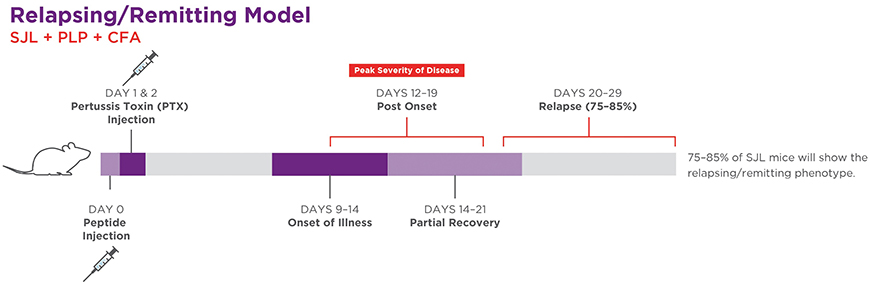 Relapsing/Remitting Model
SJL + PLP + CFA
Peak Severity of Disease
DAY 1 & 2
Pertussis Toxin (PTX)
Injection
DAYS 12–19
Post Onset
DAYS 20–29
Relapse (75–85%)
75–85% of SJL mice will show the
relapsing/remitting phenotype.
DAY 0
Peptide
Injection
DAYS 9–14
Onset of Illness
DAYS 14–21
Partial Recovery